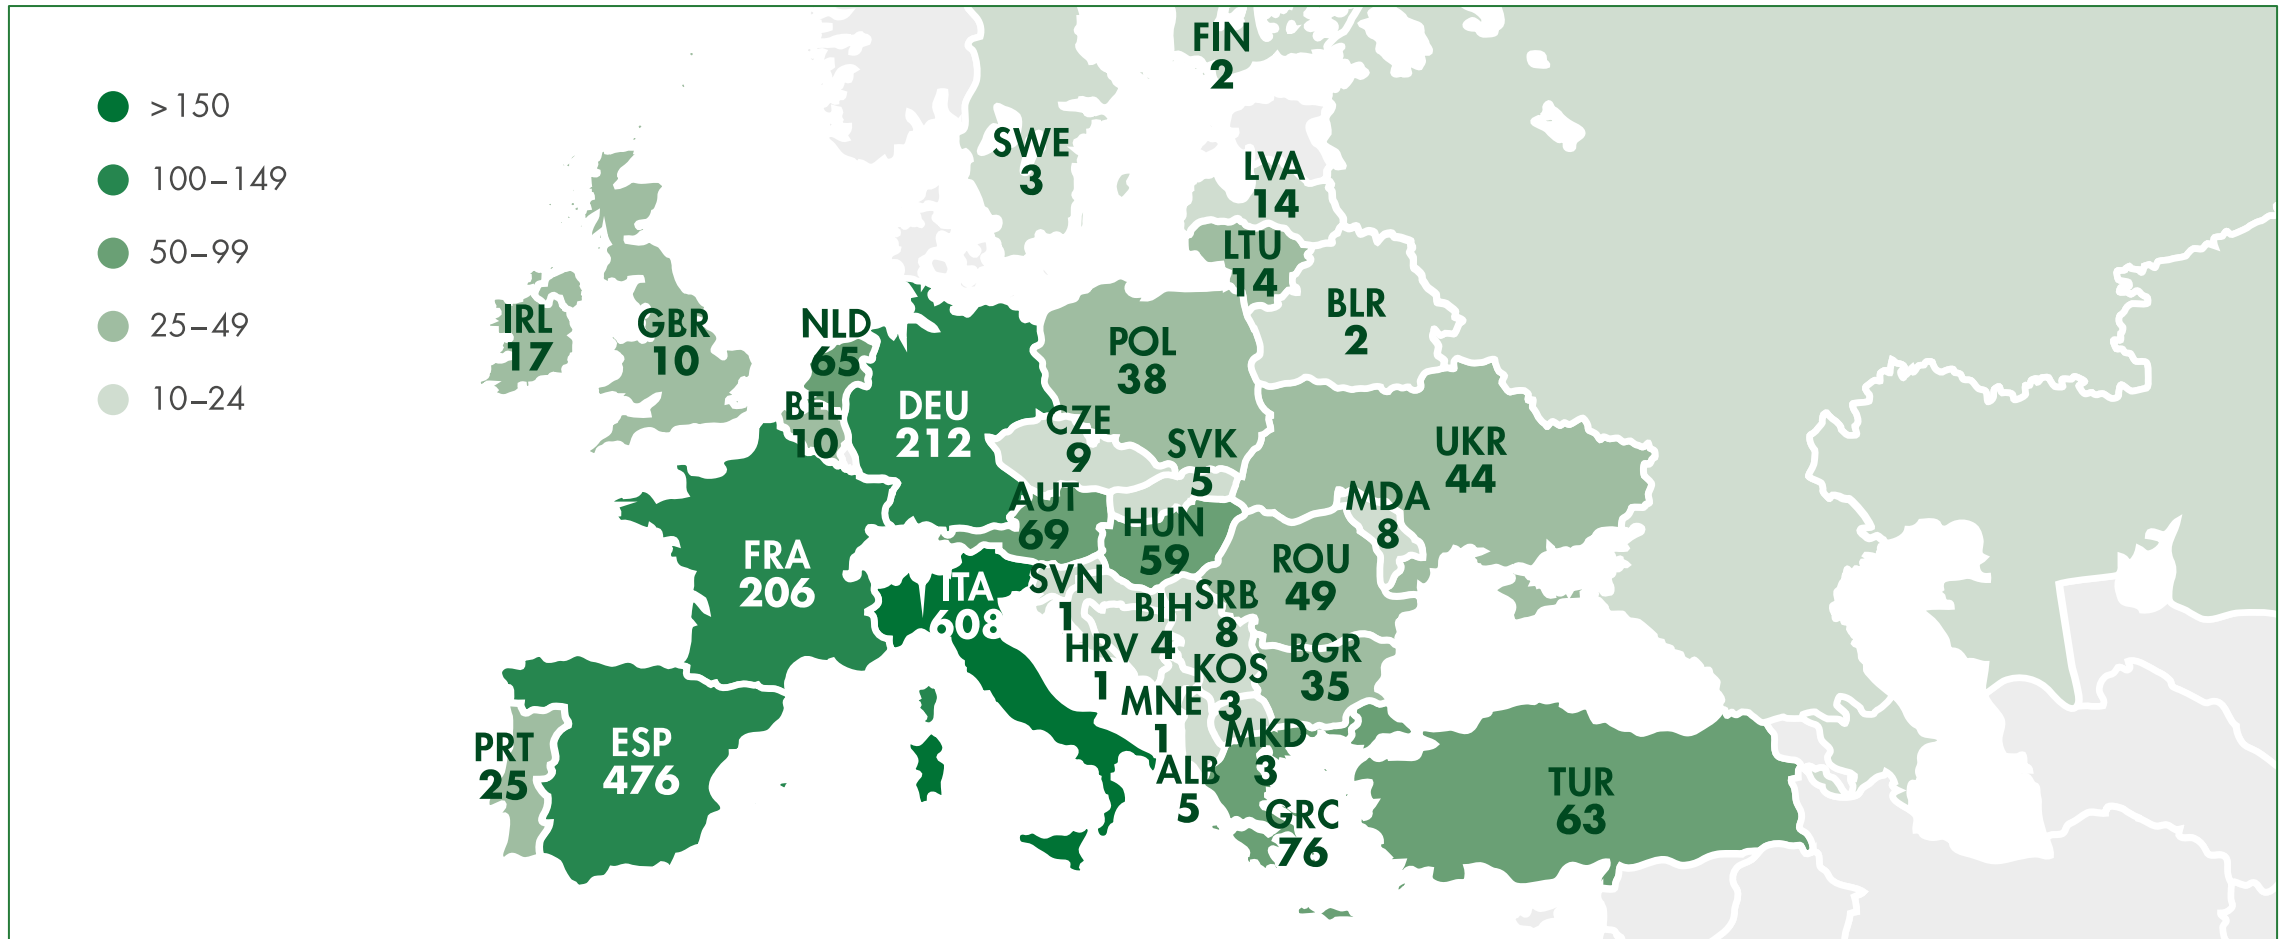 > 150
100–149
50–99
25–49
10–24
FIN
2
SWE
3
LVA
14
LTU
14
BLR
2
IRL
17
GBR
10
NLD
65
BEL
10
DEU
212
POL
38
CZE
9
SVK
5
UKR
44
MDA
8
AUT
69
HUN
59
ROU
49
FRA
206
ITA
608
SVN
1
HRV
1
BIH
4
SRB
8
KOS
3
BGR
35
MNE
1
MKD
3
ALB
5
GRC
76
PRT
25
ESP
476
TUR
63